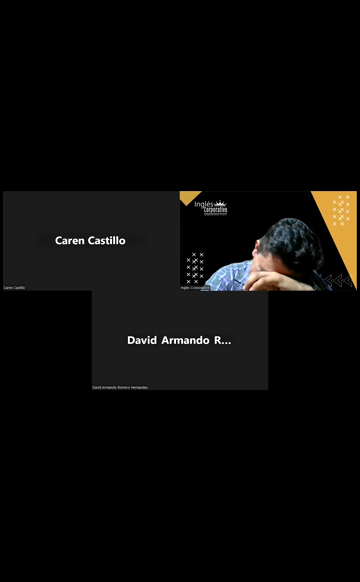 Caren Castillo
Caren Castillo
Inglés
Corporativo
Inglés Corporativo
David Armando R...
David Armando Romero Hernandez